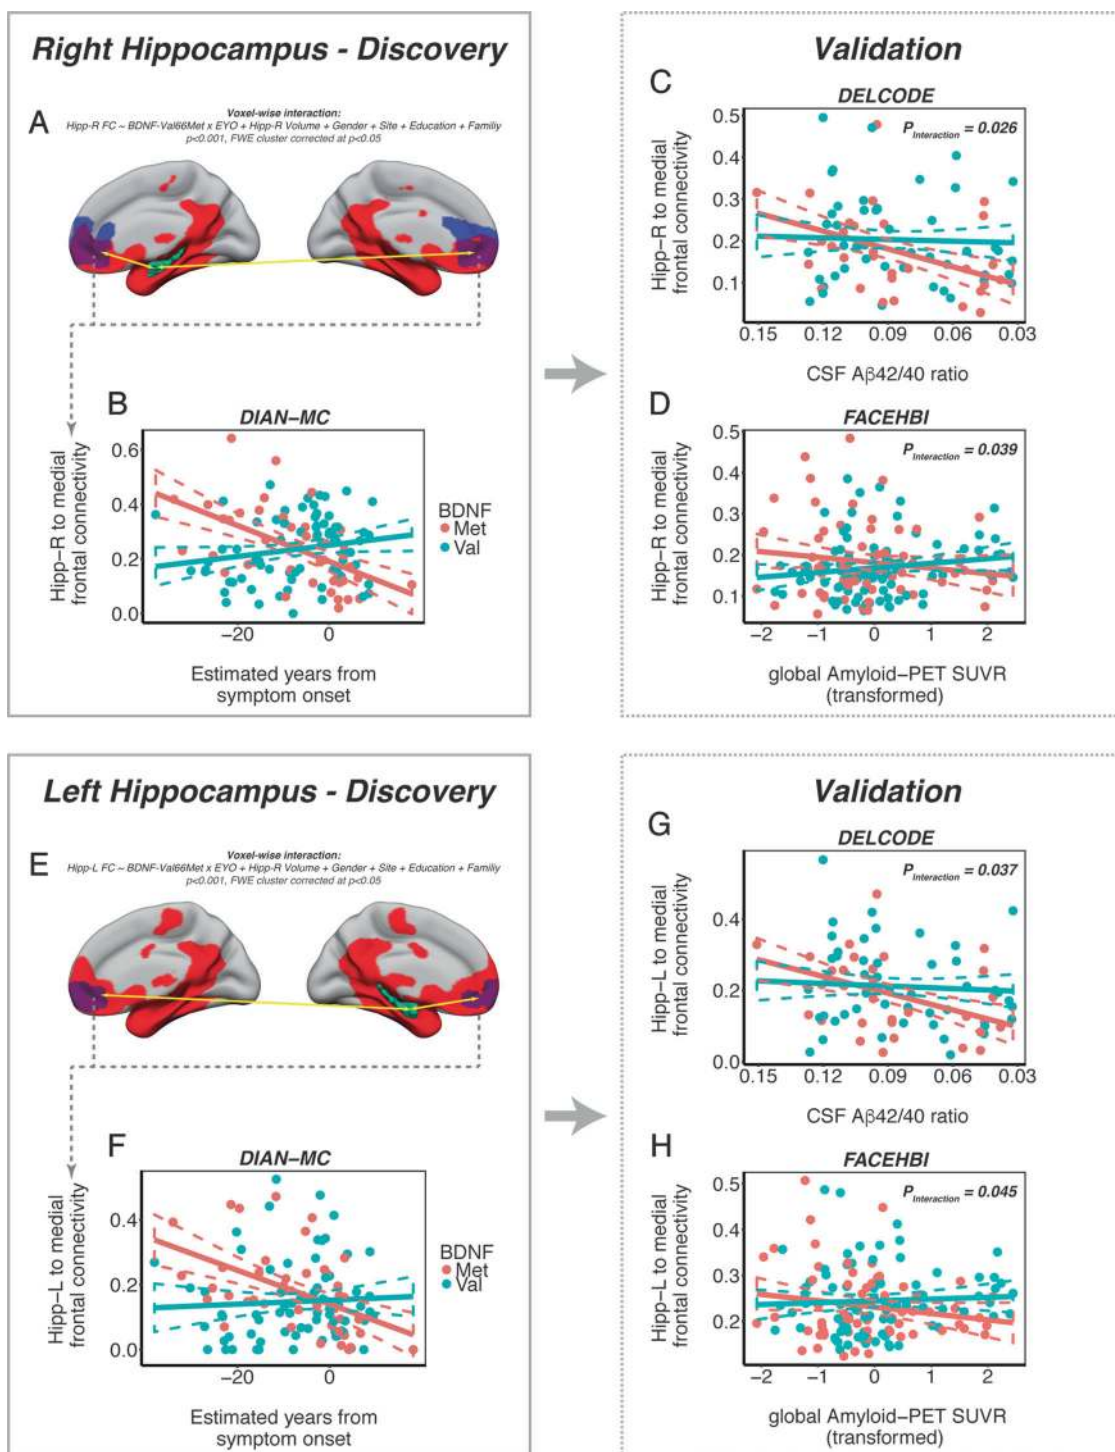 Right Hippocampus - Discovery
A
Voxel-wise interaction:
Hipp-R FC ~ BDNF-Val66Met x EYO + Hipp-R Volume + Gender + Site + Education + Familiy
p<0.001, FWE cluster corrected at p<0.05
B
DIAN-MC
Hipp-R to medial
frontal connectivity
0.6
0.4
0.2
0.0
-20
0
Estimated years from
symptom onset
BDNF
Met
Val
Validation
C
DELCODE
P Interaction = 0.026
Hipp-R to medial
frontal connectivity
0.5
0.4
0.3
0.2
0.1
0.15
0.12
0.09
0.06
0.03
CSF Aβ42/40 ratio
D
FACEHBI
P Interaction = 0.039
Hipp-R to medial
frontal connectivity
0.5
0.4
0.3
0.2
0.1
-2
-1
0
1
2
global Amyloid-PET SUVR
(transformed)
Left Hippocampus - Discovery
E
Voxel-wise interaction:
Hipp-L FC ~ BDNF-Val66Met x EYO + Hipp-R Volume + Gender + Site + Education + Familiy
p<0.001, FWE cluster corrected at p<0.05
F
DIAN-MC
Hipp-L to medial
frontal connectivity
0.4
0.2
0.0
-20
0
Estimated years from
symptom onset
BDNF
Met
Val
Validation
G
DELCODE
P Interaction = 0.037
Hipp-L to medial
frontal connectivity
0.4
0.2
0.0
0.15
0.12
0.09
0.06
0.03
CSF Aβ42/40 ratio
H
FACEHBI
P Interaction = 0.045
Hipp-L to medial
frontal connectivity
0.5
0.4
0.3
0.2
-2
-1
0
1
2
global Amyloid-PET SUVR
(transformed)